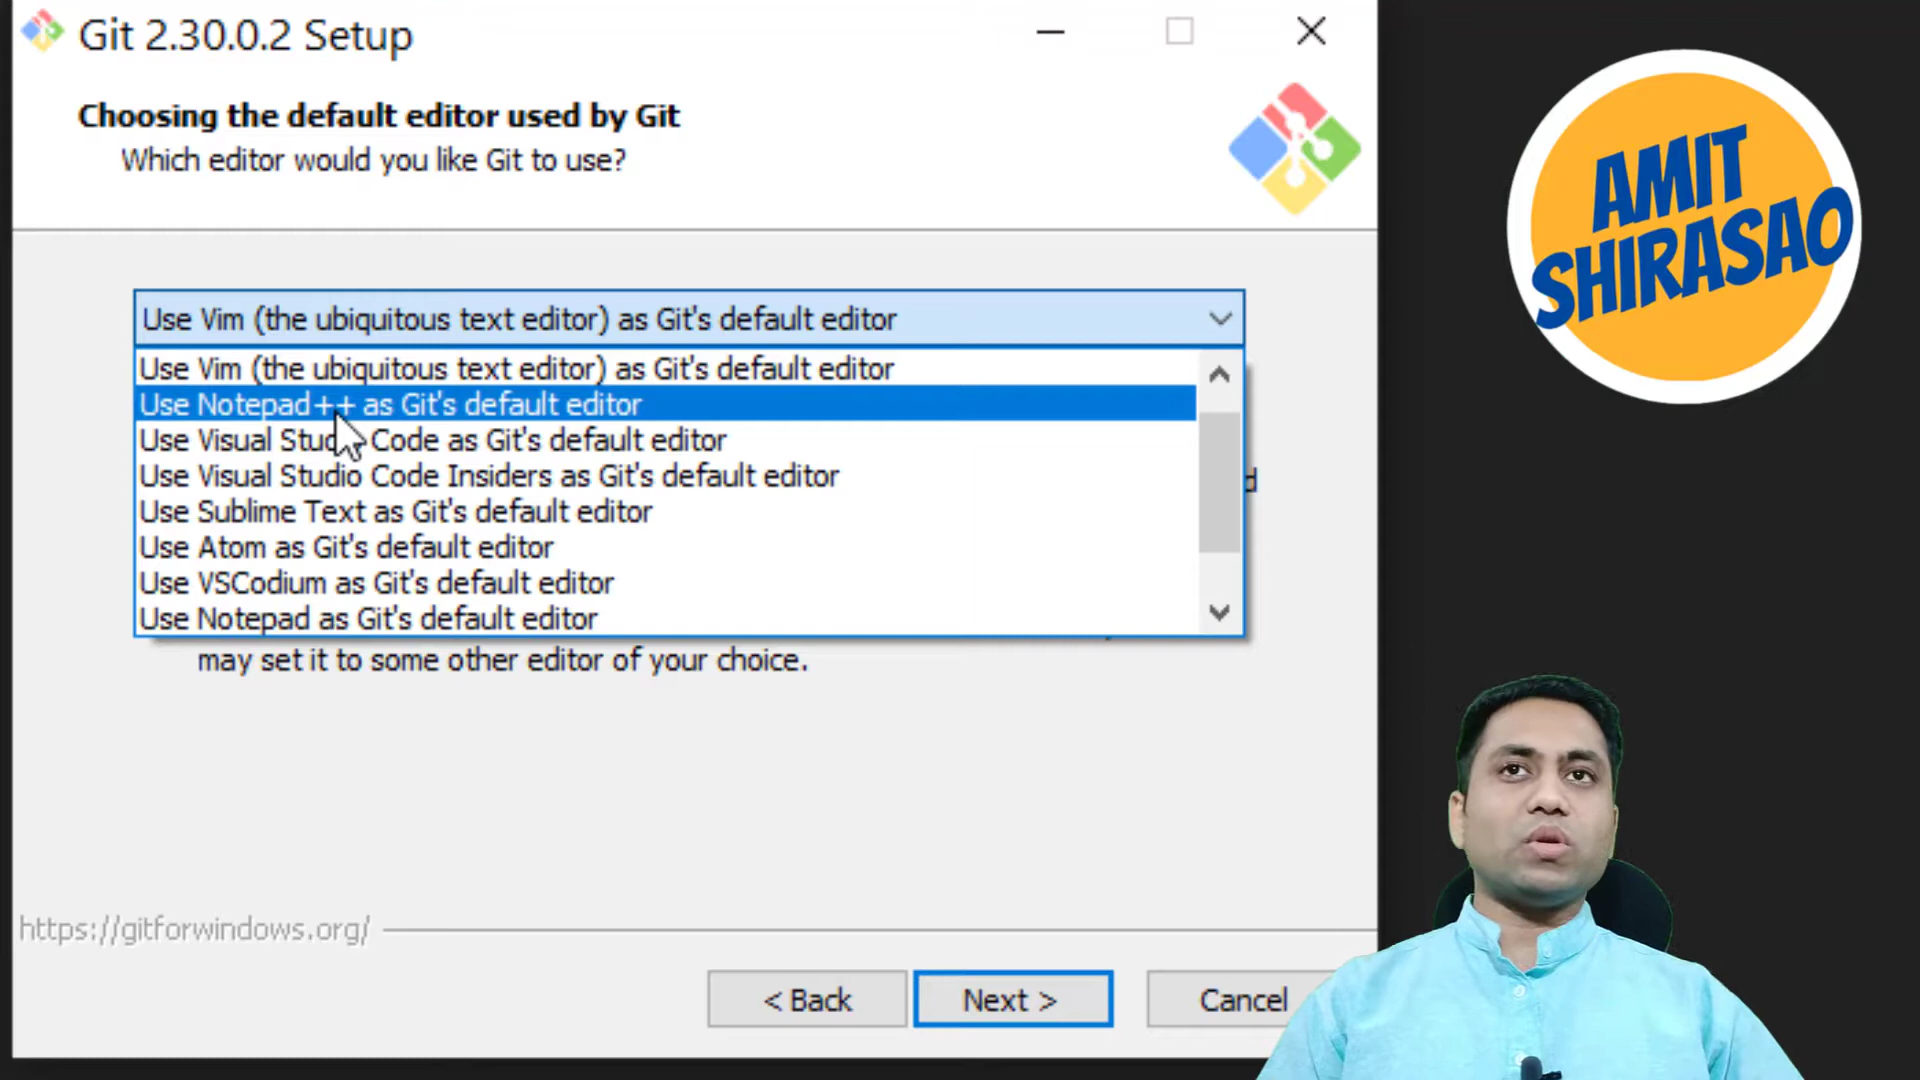 Git 2.30.0.2 Setup
Choosing the default editor used by Git
Which editor would you like Git to use?
Use Vim (the ubiquitous text editor) as Git's default editor
Use Vim (the ubiquitous text editor) as Git's default editor
Use Notepad++ as Git's default editor
Use Visual Studio Code as Git's default editor
Use Visual Studio Code Insiders as Git's default editor
Use Sublime Text as Git's default editor
Use Atom as Git's default editor
Use VSCodium as Git's default editor
Use Notepad as Git's default editor
may set it to some other editor of your choice.
https://gitforwindows.org/
< Back
Next >
Cancel
AMIT
SHIRASAO